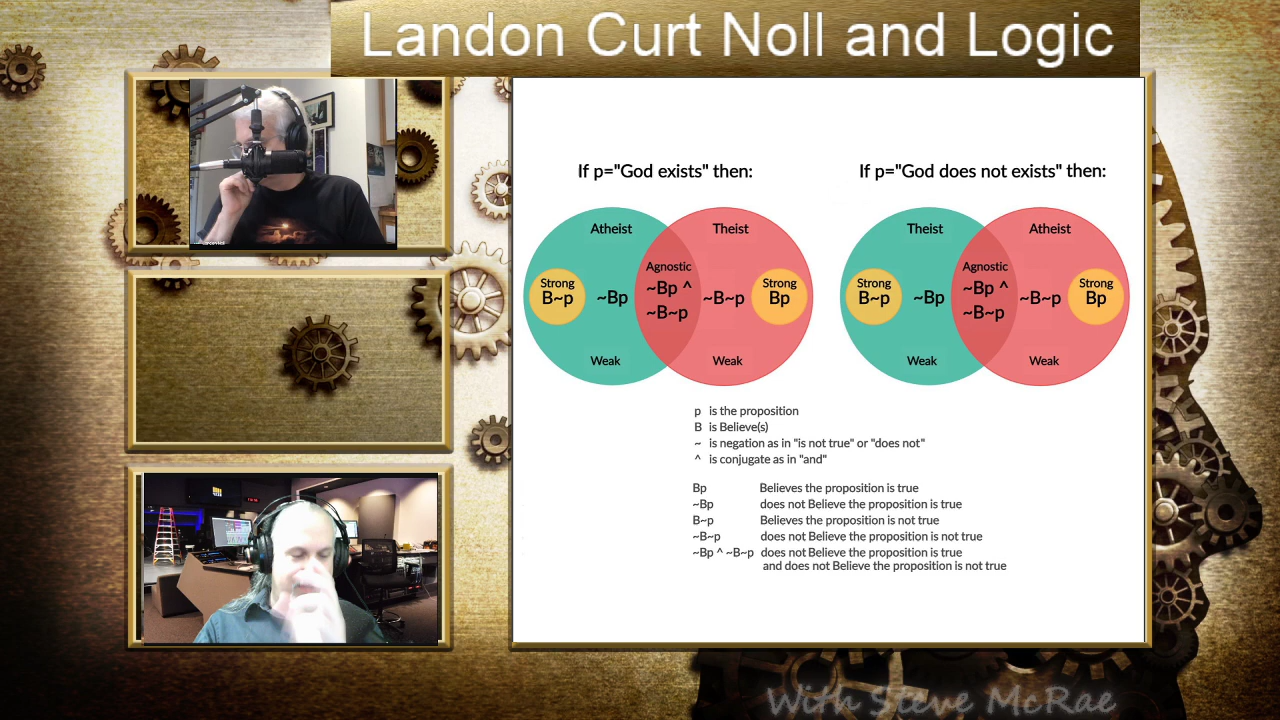 Landon Curt Noll and Logic
If p="God exists" then:
Atheist
Theist
Agnostic
Strong
B~p
~Bp
~Bp ^
~B~p
~B~p
Strong
Bp
Weak
Weak
If p="God does not exists" then:
Theist
Atheist
Agnostic
Strong
B~p
~Bp
~Bp ^
~B~p
~B~p
Strong
Bp
Weak
Weak
p is the proposition
B is Believe(s)
~ is negation as in "is not true" or "does not"
^ is conjugate as in "and"
Bp Believes the proposition is true
~Bp does not Believe the proposition is true
B~p Believes the proposition is not true
~B~p does not Believe the proposition is not true
~Bp ^ ~B~p does not Believe the proposition is true
and does not Believe the proposition is not true
With Steve McRae